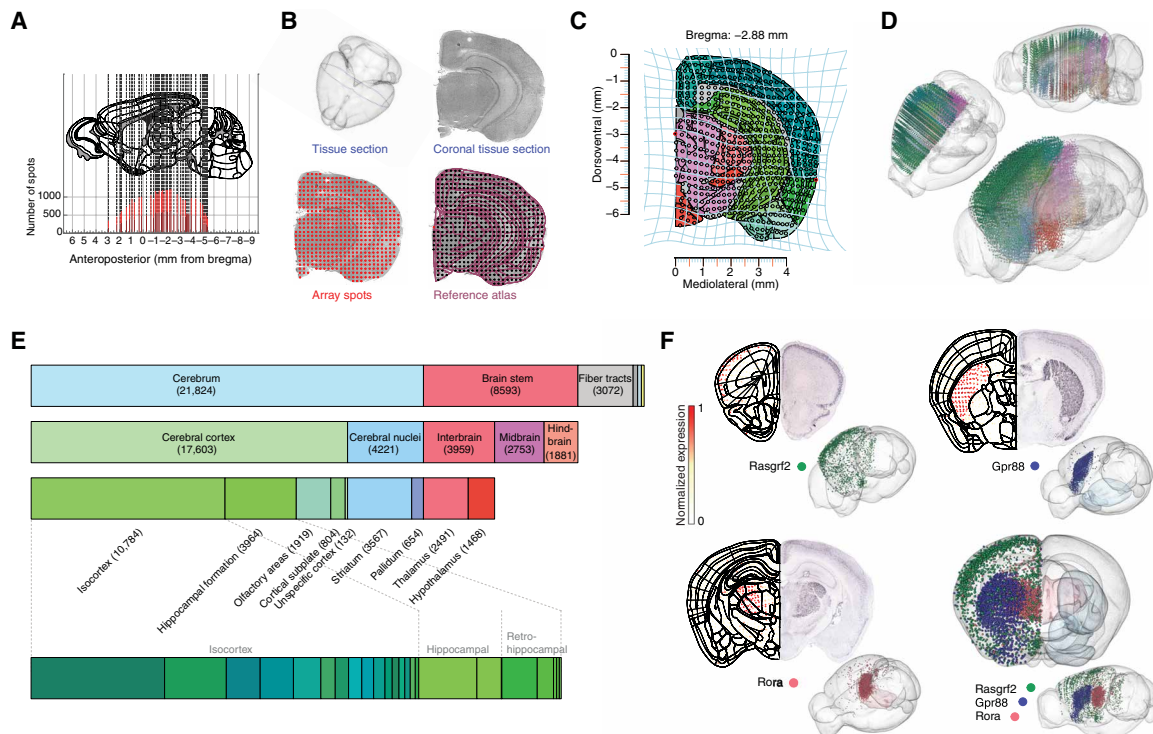 A
Number of spots
1000
500
0
6 5 4 3 2 1 0 –1–2–3–4–5–6–7–8–9
Anteroposterior (mm from bregma)
B
Tissue section
Coronal tissue section
Array spots
Reference atlas
C
Bregma: −2.88 mm
Dorsoventral (mm)
0
–1
–2
–3
–4
–5
–6
0 1 2 3 4
Mediolateral (mm)
D
E
Cerebrum
(21,824)
Brain stem
(8593)
Fiber tracts
(3072)
Cerebral cortex
(17,603)
Cerebral nuclei
(4221)
Interbrain
(3959)
Midbrain
(2753)
Hind-
brain
(1881)
Isocortex (10,784)
Hippocampal formation (3964)
Olfactory areas (1919)
Cortical subplate (804)
Unspecific cortex (132)
Striatum (3567)
Pallidum (654)
Thalamus (2491)
Hypothalamus (1468)
Isocortex
Hippocampal
Retro-
hippocampal
F
Normalized expression
1
0
Rasgrf2
Gpr88
Rora
Rasgrf2
Gpr88
Rora